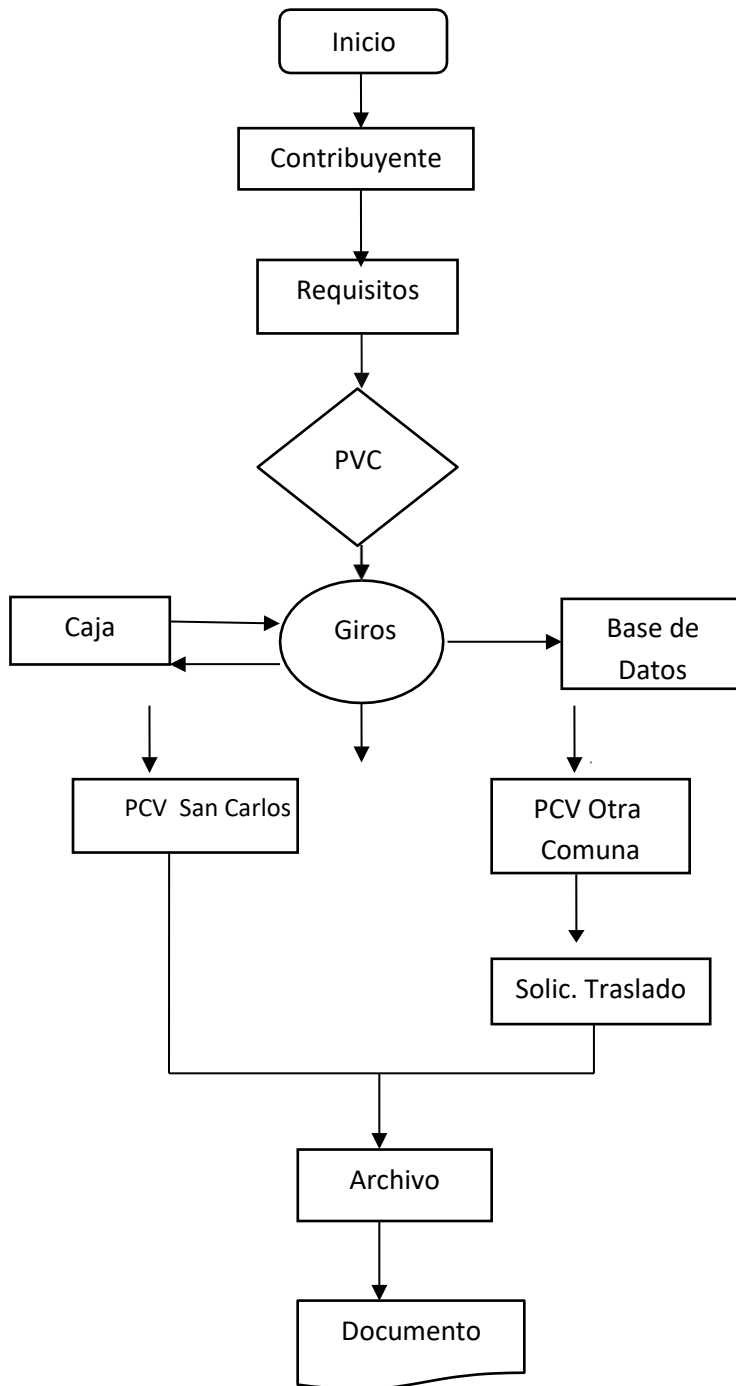 Inicio
Contribuyente
Requisitos
PVC
Caja
Giros
Base de
Datos
PCV San Carlos
PCV Otra
Comuna
Solic. Traslado
Archivo
Documento